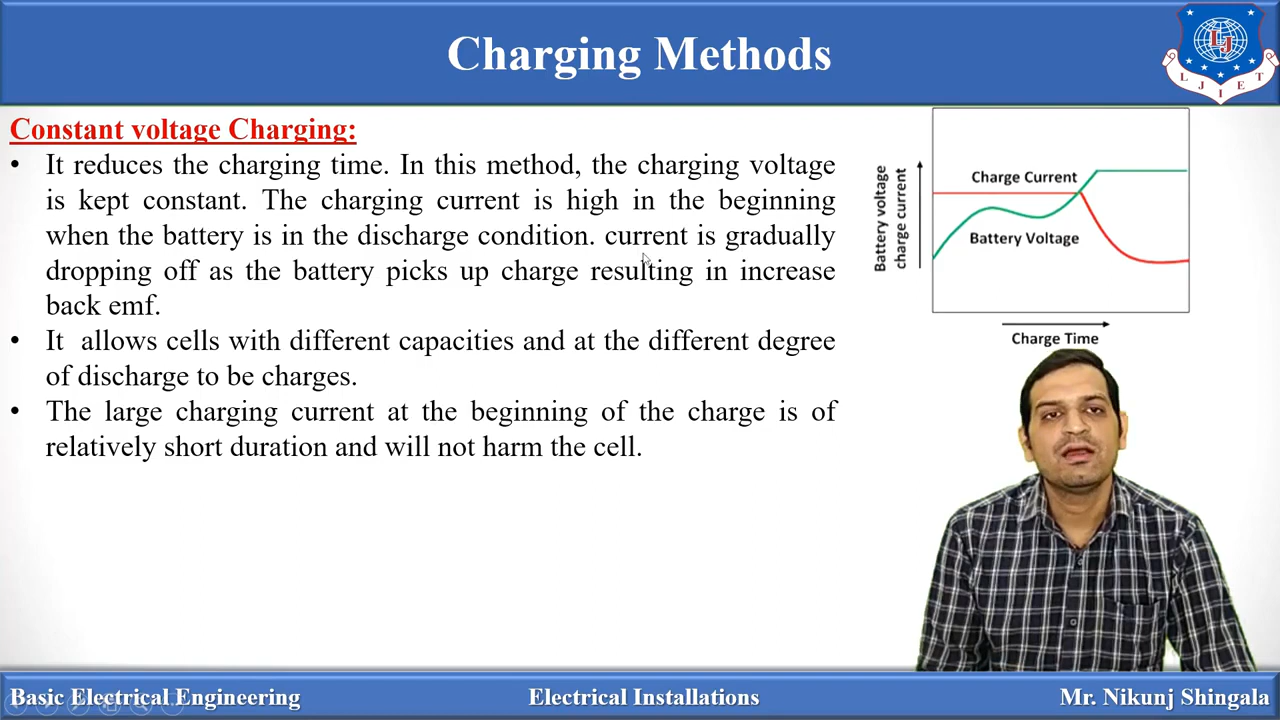 Charging Methods
LJ
L J I E T
Constant voltage Charging:
• It reduces the charging time. In this method, the charging voltage
is kept constant. The charging current is high in the beginning
when the battery is in the discharge condition. current is gradually
dropping off as the battery picks up charge resulting in increase
back emf.
• It allows cells with different capacities and at the different degree
of discharge to be charges.
• The large charging current at the beginning of the charge is of
relatively short duration and will not harm the cell.
Battery voltage
charge current
Charge Current
Battery Voltage
Charge Time
Basic Electrical Engineering
Electrical Installations
Mr. Nikunj Shingala